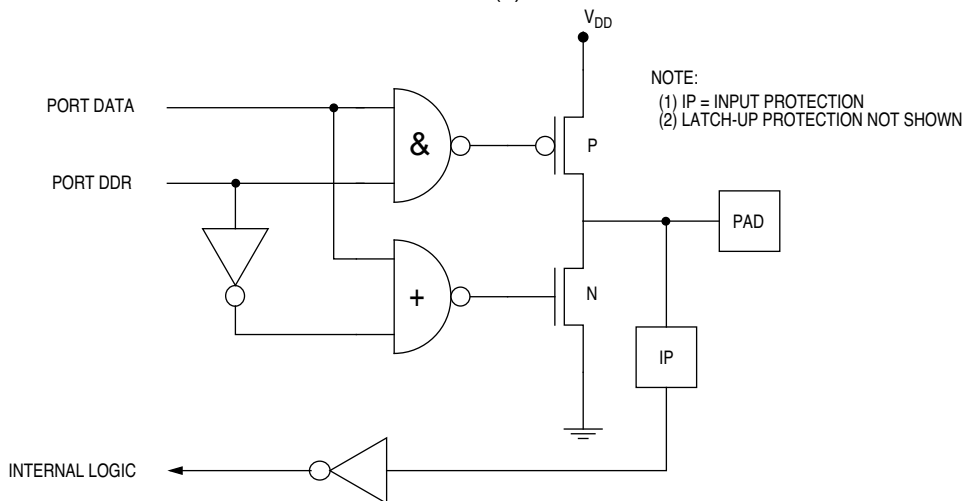 V_DD
NOTE:
(1) IP = INPUT PROTECTION
(2) LATCH-UP PROTECTION NOT SHOWN
PORT DATA
&
P
PORT DDR
PAD
+
N
IP
INTERNAL LOGIC